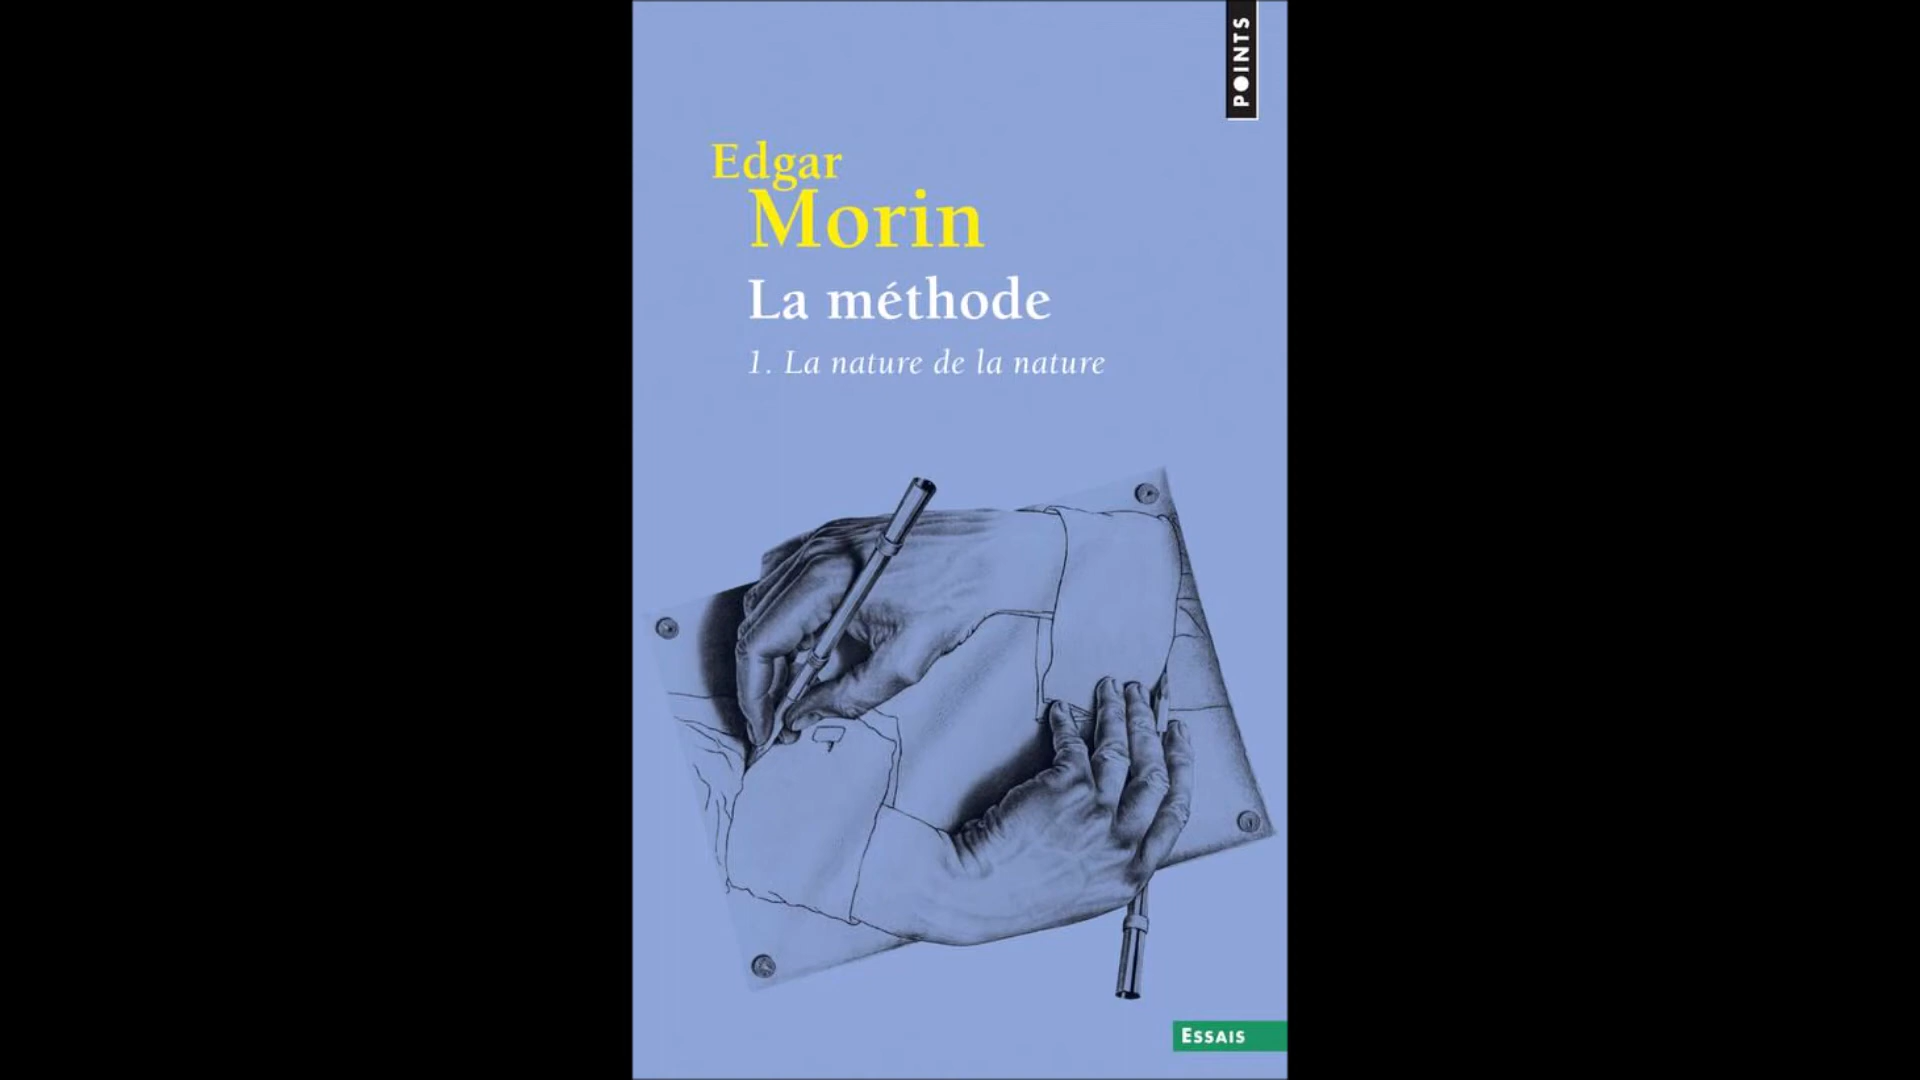 POINTS
Edgar
Morin
La méthode
1. La nature de la nature
ESSAIS